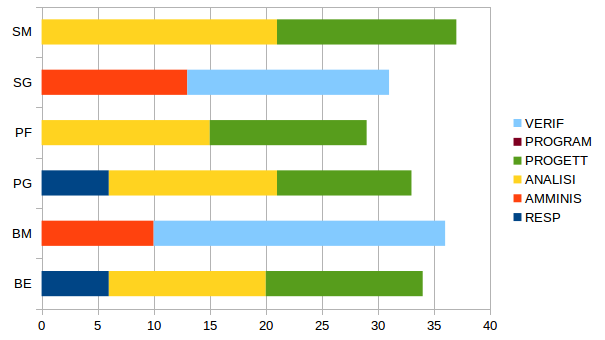 SM
SG
PF
PG
BM
BE
0 5 10 15 20 25 30 35 40
VERIF
PROGRAM
PROGETT
ANALISI
AMMINIS
RESP